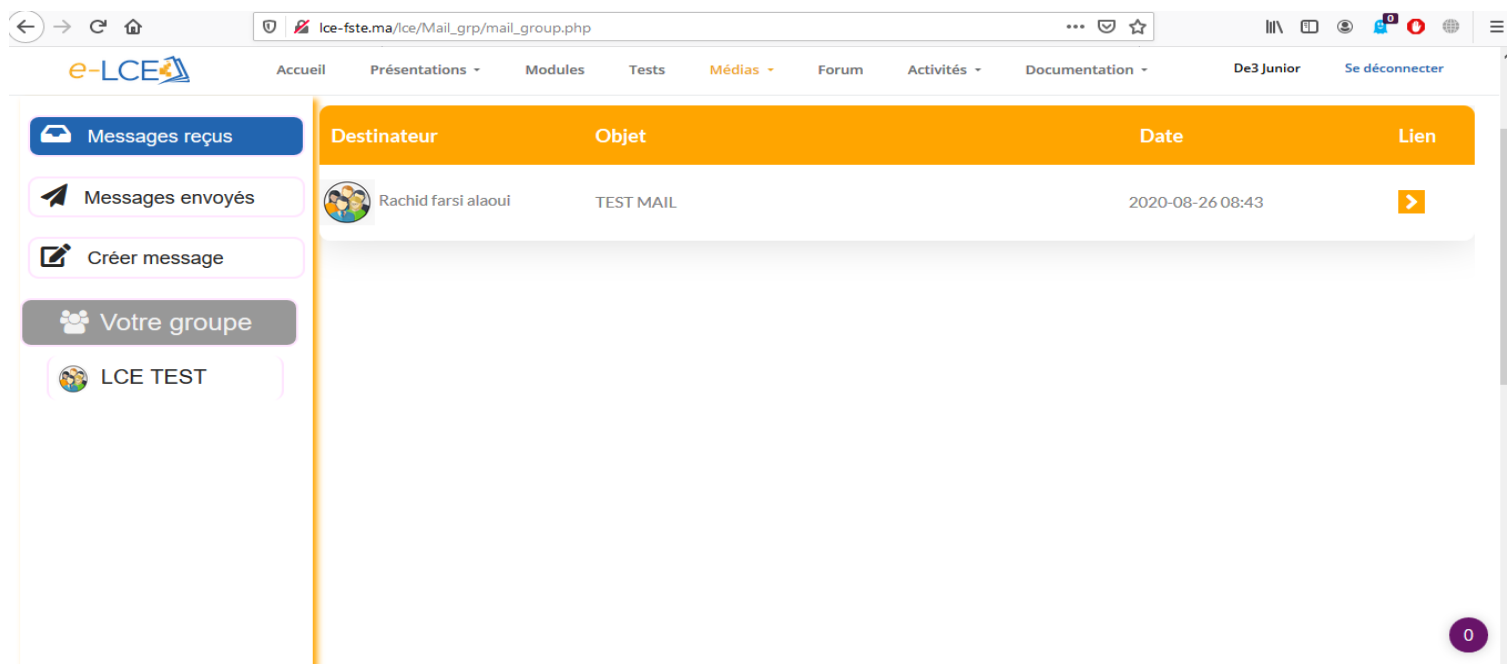 lce-fste.ma/lce/Mail_grp/mail_group.php
e-LCE
Accueil Présentations Modules Tests Médias Forum Activités Documentation De3 Junior Se déconnecter
Messages reçus
Messages envoyés
Créer message
Votre groupe
LCE TEST
Destinateur Objet Date Lien
Rachid farsi alaoui TEST MAIL 2020-08-26 08:43
0
0